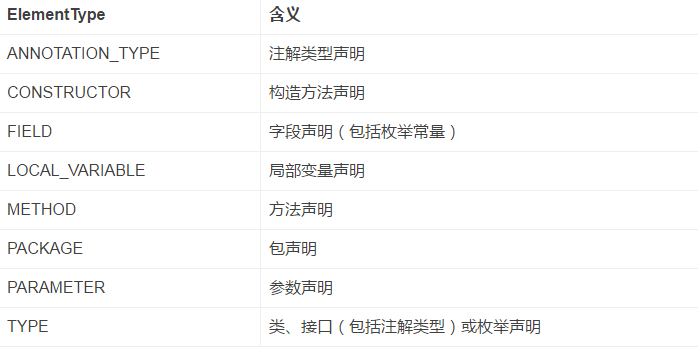 ElementType 含义
ANNOTATION_TYPE 注解类型声明
CONSTRUCTOR 构造方法声明
FIELD 字段声明（包括枚举常量）
LOCAL_VARIABLE 局部变量声明
METHOD 方法声明
PACKAGE 包声明
PARAMETER 参数声明
TYPE 类、接口（包括注解类型）或枚举声明